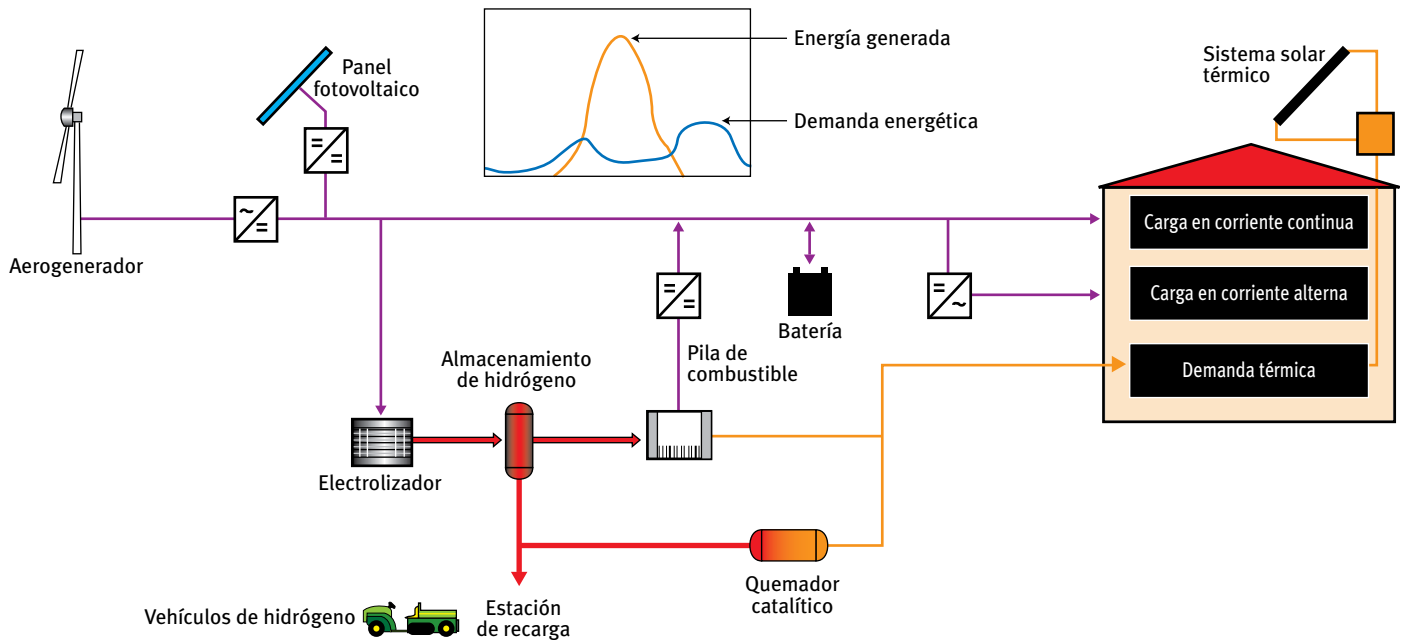 Energía generada
Demanda energética
Panel
fotovoltaico
Sistema solar
térmico
Aerogenerador
Carga en corriente continua
Carga en corriente alterna
Demanda térmica
Batería
Pila de
combustible
Almacenamiento
de hidrógeno
Electrolizador
Quemador
catalítico
Vehículos de hidrógeno
Estación
de recarga